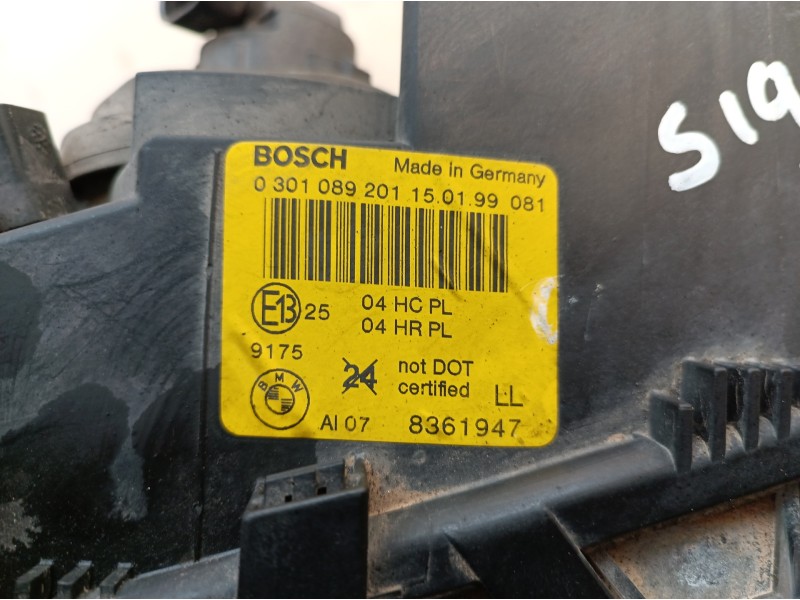 BOSCH Made in Germany
0 301 089 201 15.01.99 081
E13 25 04 HC PL
04 HR PL
9175
24 not DOT
certified LL
BMW
AI 07 8361947